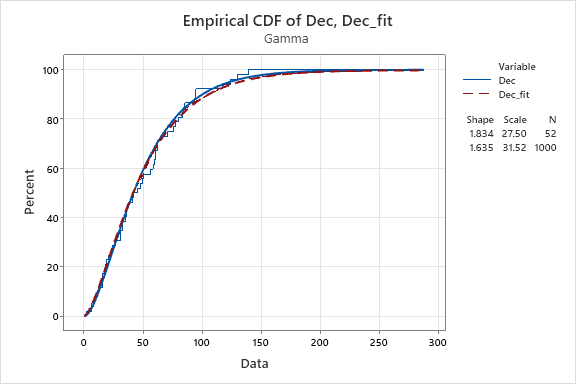 Empirical CDF of Dec, Dec_fit
Gamma
100
80
60
40
20
0
Percent
0 50 100 150 200 250 300
Data
Variable
Dec
Dec_fit
Shape Scale N
1.834 27.50 52
1.635 31.52 1000